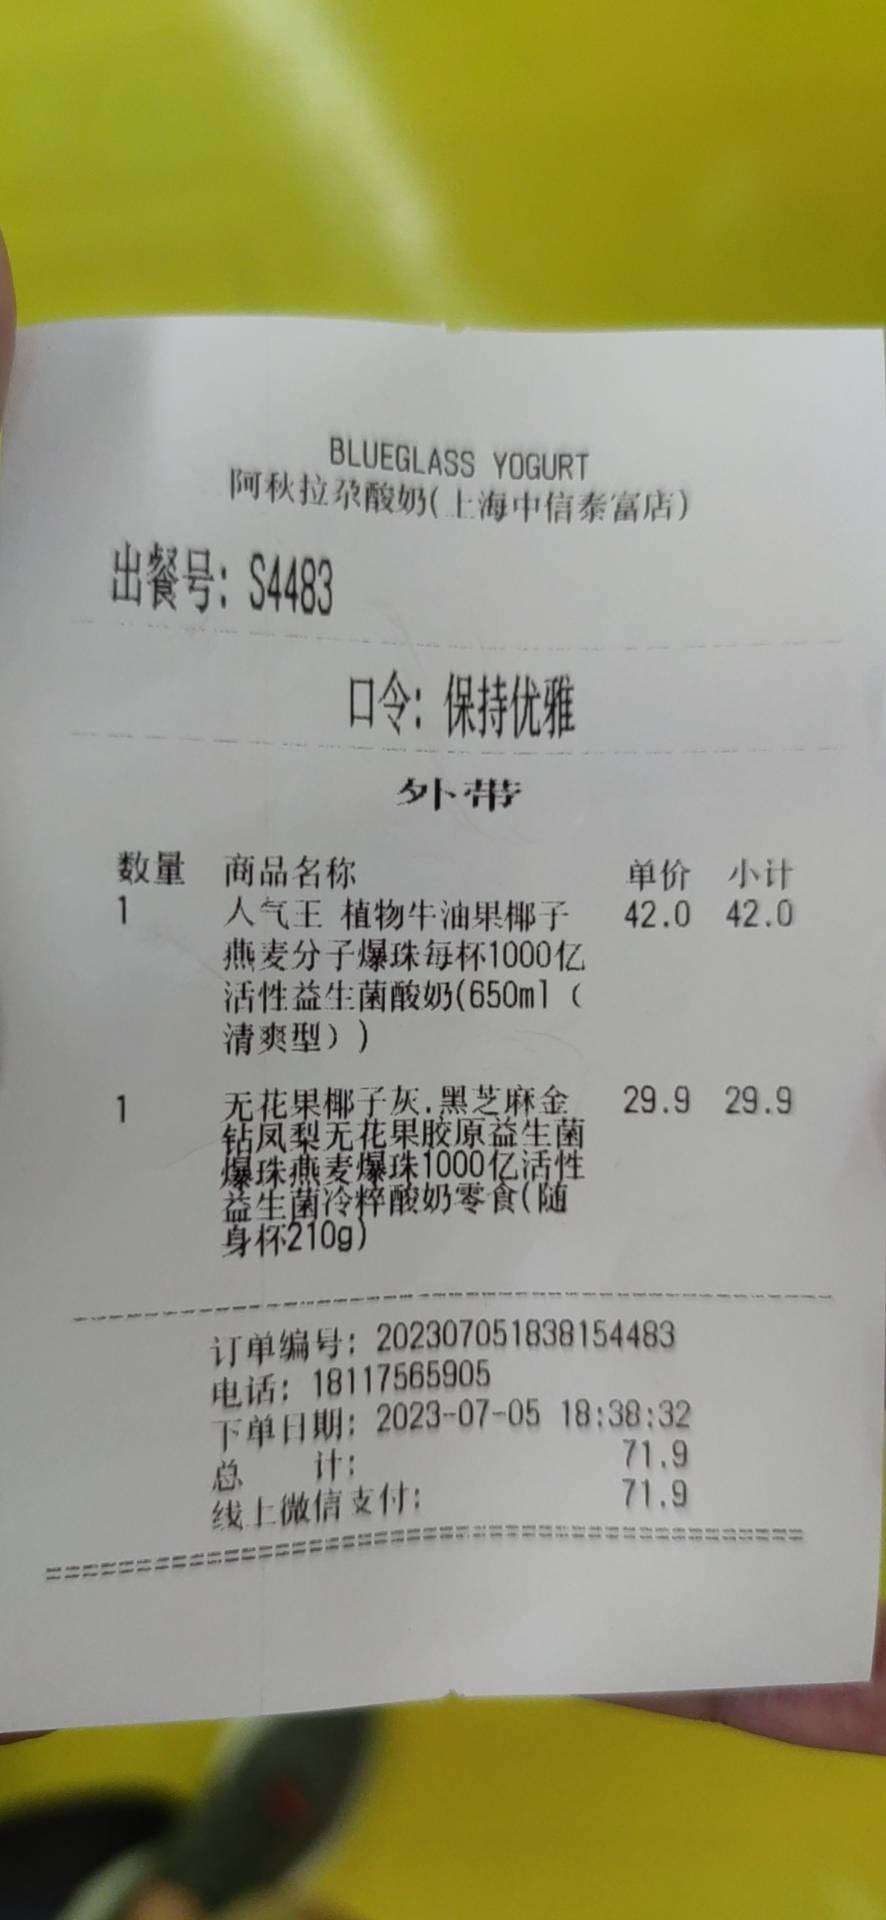 BLUEGLASS YOGURT
阿秋拉尕酸奶(上海中信泰富店)
出餐号: S4483
口令: 保持优雅
外带
数量 商品名称 单价 小计
1 人气王 植物牛油果椰子 42.0 42.0
燕麦分子爆珠每杯1000亿
活性益生菌酸奶(650ml（
清爽型）)
1 无花果椰子灰.黑芝麻金 29.9 29.9
钻凤梨无花果胶原益生菌
爆珠燕麦爆珠1000亿活性
益生菌冷粹酸奶零食(随
身杯210g)
订单编号: 202307051838154483
电话: 18117565905
下单日期: 2023-07-05 18:38:32
总 计: 71.9
线上微信支付: 71.9